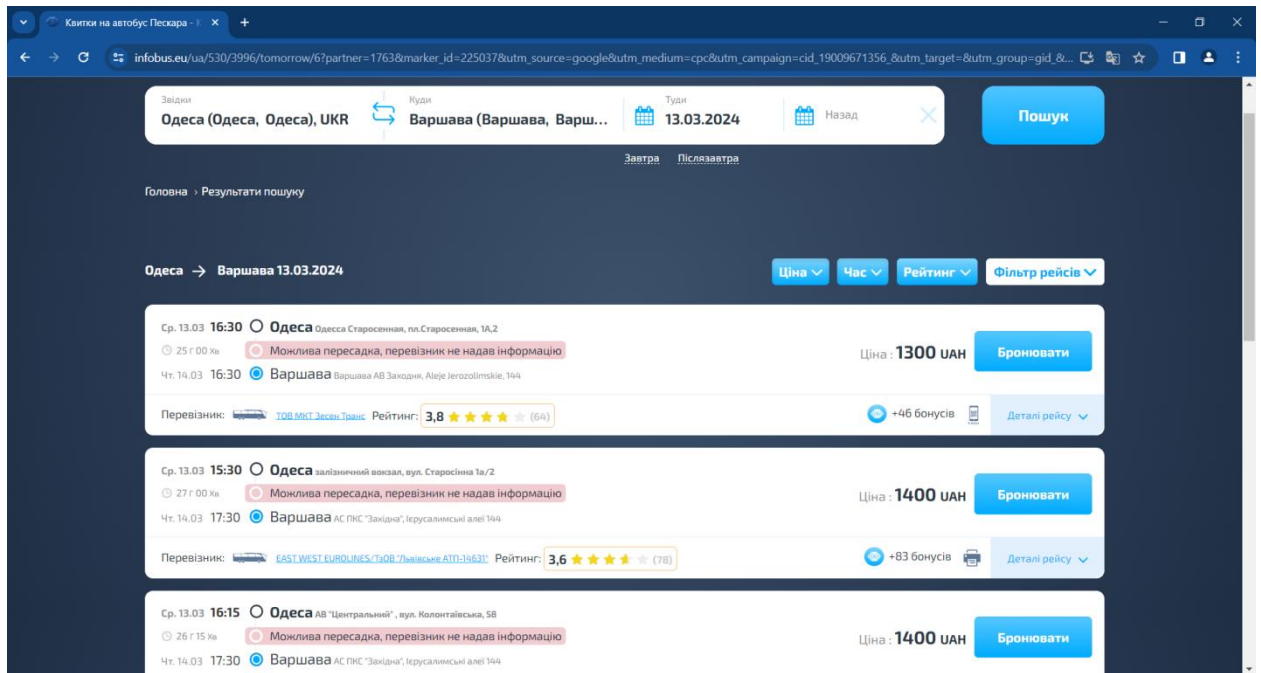 Квитки на автобус Пескара - К
infobus.eu/ua/530/3996/tomorrow/6?partner=1763&marker_id=225037&utm_source=google&utm_medium=cpc&utm_campaign=cid_19009671356_&utm_target=&utm_group=gid_&...
Звідки Куди Туди
Одеса (Одеса, Одеса), UKR Варшава (Варшава, Варш... 13.03.2024 Назад Пошук
Завтра Післязавтра
Головна › Результати пошуку
Одеса → Варшава 13.03.2024 Ціна Час Рейтинг Фільтр рейсів
Ср. 13.03 16:30 Одеса Одесса Старосенная, пл.Старосенная, 1А,2
25 г 00 хв Можлива пересадка, перевізник не надав інформацію Ціна : 1300 UAH Бронювати
Чт. 14.03 16:30 Варшава Варшава АВ Заходня, Aleje Jerozolimskie, 144
Перевізник: ТОВ МКТ Зесен Транс Рейтинг: 3,8 (64) +46 бонусів Деталі рейсу
Ср. 13.03 15:30 Одеса залізничний вокзал, вул. Старосінна 1а/2
27 г 00 хв Можлива пересадка, перевізник не надав інформацію Ціна : 1400 UAH Бронювати
Чт. 14.03 17:30 Варшава АС ПКС "Західна", Ієрусалимські алеї 144
Перевізник: EAST WEST EUROLINES/ТзОВ "Львівське АТП-14631" Рейтинг: 3,6 (78) +83 бонусів Деталі рейсу
Ср. 13.03 16:15 Одеса АВ "Центральний" , вул. Колонтаївська, 58
26 г 15 хв Можлива пересадка, перевізник не надав інформацію Ціна : 1400 UAH Бронювати
Чт. 14.03 17:30 Варшава АС ПКС "Західна", Ієрусалимські алеї 144